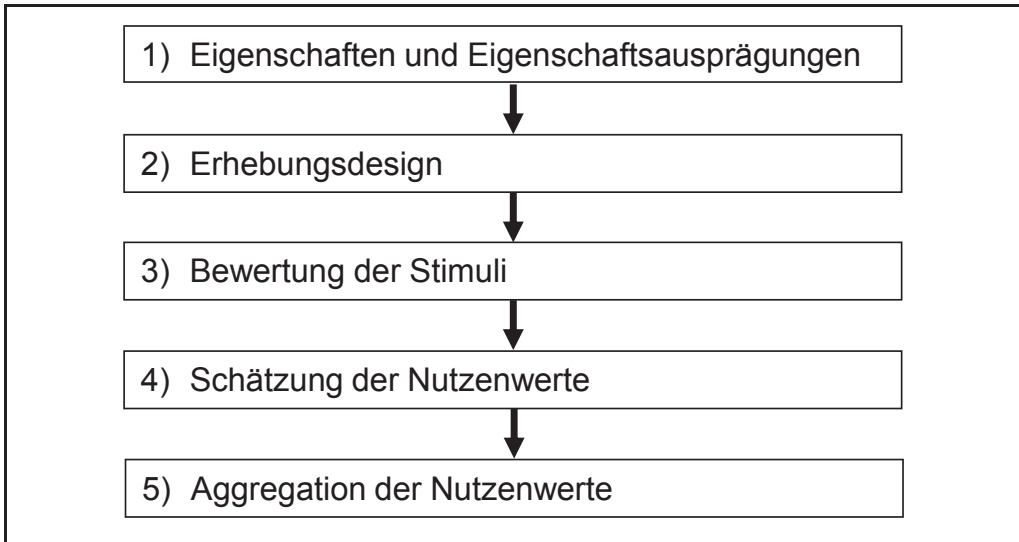 1) Eigenschaften und Eigenschaftsausprägungen
2) Erhebungsdesign
3) Bewertung der Stimuli
4) Schätzung der Nutzenwerte
5) Aggregation der Nutzenwerte